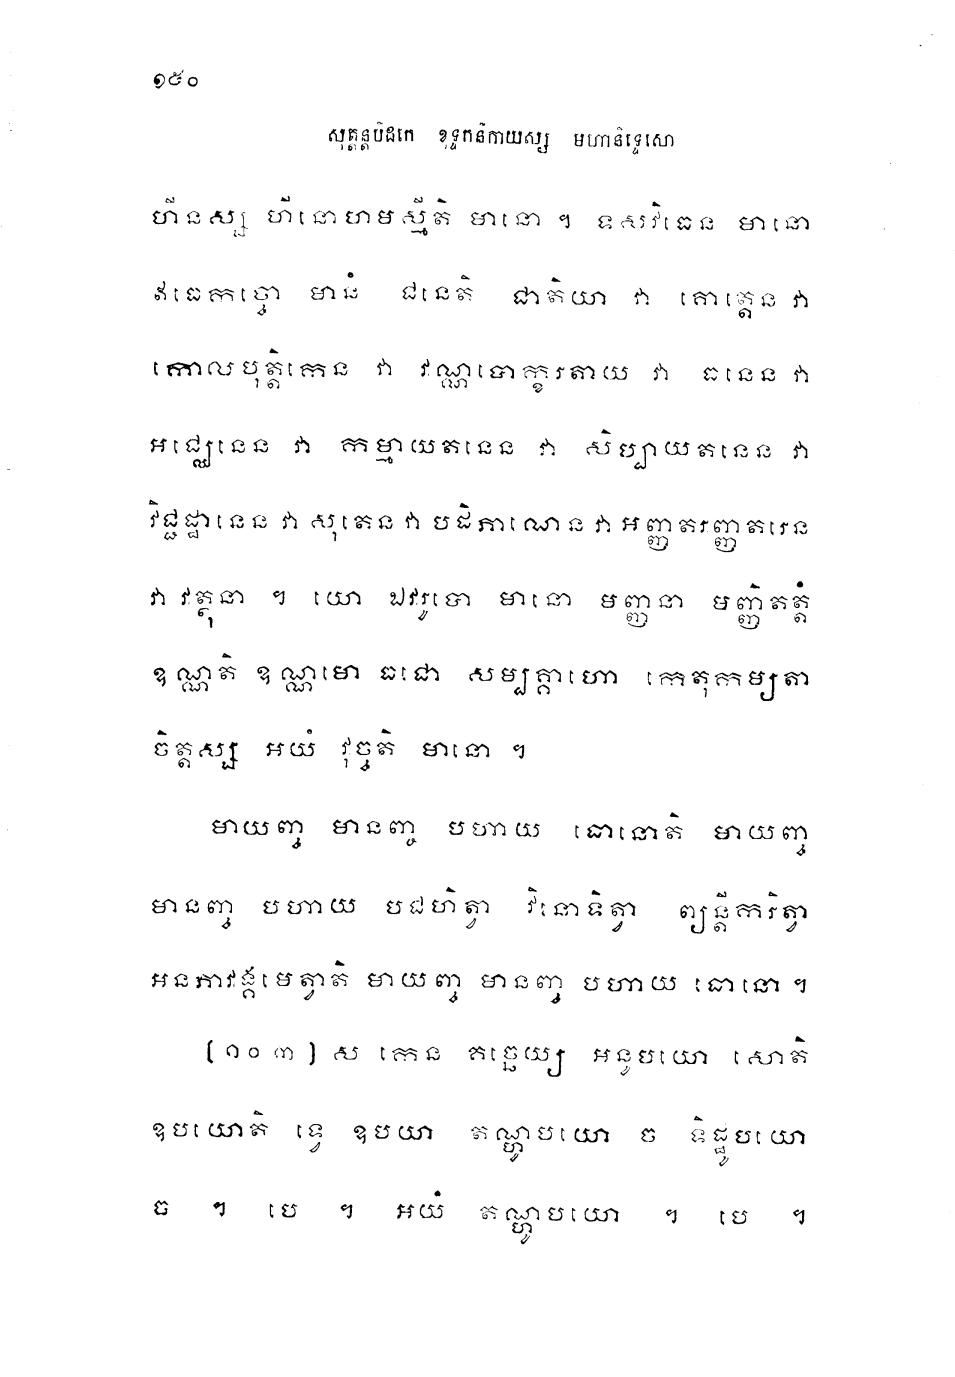 ១៥០
សុត្តន្តបិដកេ ខុទ្ទកនិកាយស្ស មហានិទ្ទេសោ
ហីនស្ស ហីនោហមស្មីតិ មានោ ។ ទសវិធេន មានោ
ឥធេកច្ចោ មានំ ជនេតិ ជាតិយា វា គោត្តេន វា
កោលបុត្តិកេន វា វណ្ណបោក្ខរតាយ វា ធនេន វា
អជ្ឈេនេន វា កម្មាយតនេន វា សិប្បាយតនេន វា
វិជ្ជដ្ឋានេន វា សុតេន វា បដិភាណេន វា អញ្ញតរញ្ញតរេន
វា វត្ថុនា ។ យោ ឯវរូបោ មានោ មញ្ញនា មញ្ញិតត្តំ
ឧណ្ណតិ ឧណ្ណមោ ធជោ សម្បគ្គាហោ កេតុកម្យតា
ចិត្តស្ស អយំ វុច្ចតិ មានោ ។
មាយញ្ច មានញ្ច បហាយ ធោនោតិ មាយញ្ច
មានញ្ច បហាយ បជហិត្វា វិនោទិត្វា ព្យន្តីករិត្វា
អនភាវង្គមេត្វាតិ មាយញ្ច មានញ្ច បហាយ ធោនោ ។
[១០៣] ស កេន គច្ឆេយ្យ អនូបយោ សោតិ
ឧបយោតិ ទ្វេ ឧបយា តណ្ហូបយោ ច ទិដ្ឋូបយោ
ច ។ បេ ។ អយំ តណ្ហូបយោ ។ បេ ។